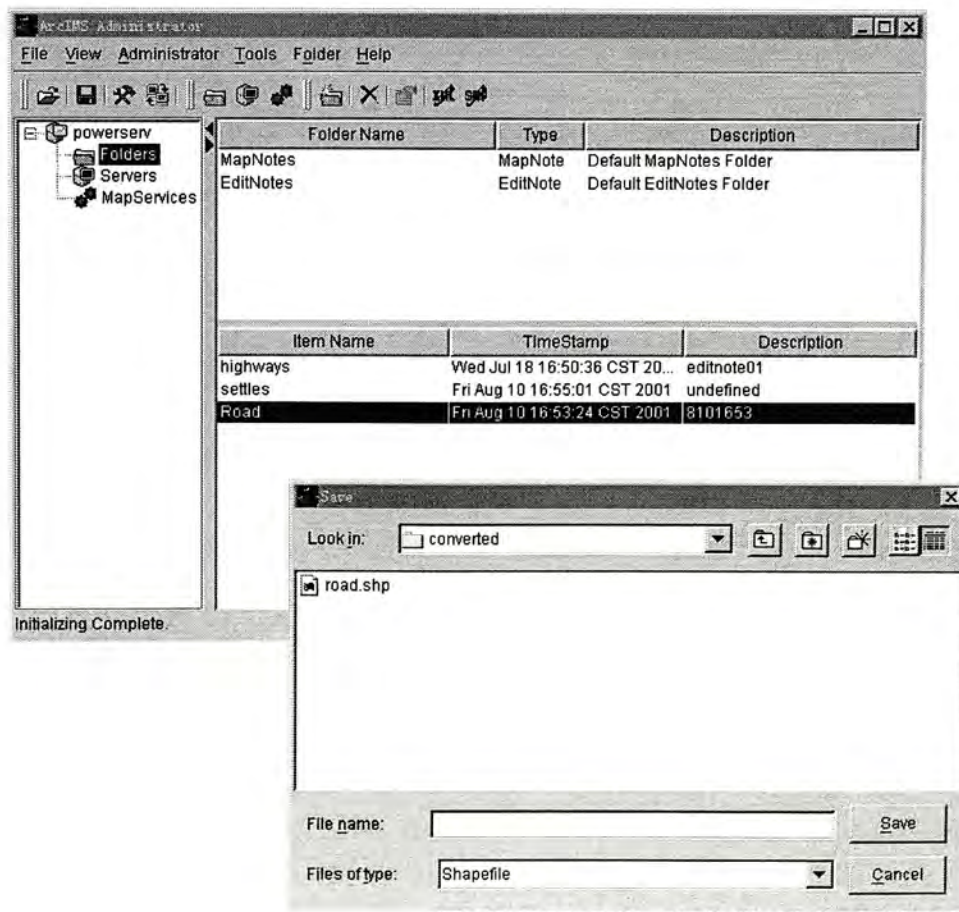 ArcIMS Administrator
File View Administrator Tools Folder Help
powerserv
Folders
Servers
MapServices
Folder Name Type Description
MapNotes MapNote Default MapNotes Folder
EditNotes EditNote Default EditNotes Folder
Item Name TimeStamp Description
highways Wed Jul 18 16:50:36 CST 20... editnote01
settles Fri Aug 10 16:55:01 CST 2001 undefined
Road Fri Aug 10 16:53:24 CST 2001 8101653
Initializing Complete.
Save
Look in: converted
road.shp
File name: Save
Files of type: Shapefile Cancel